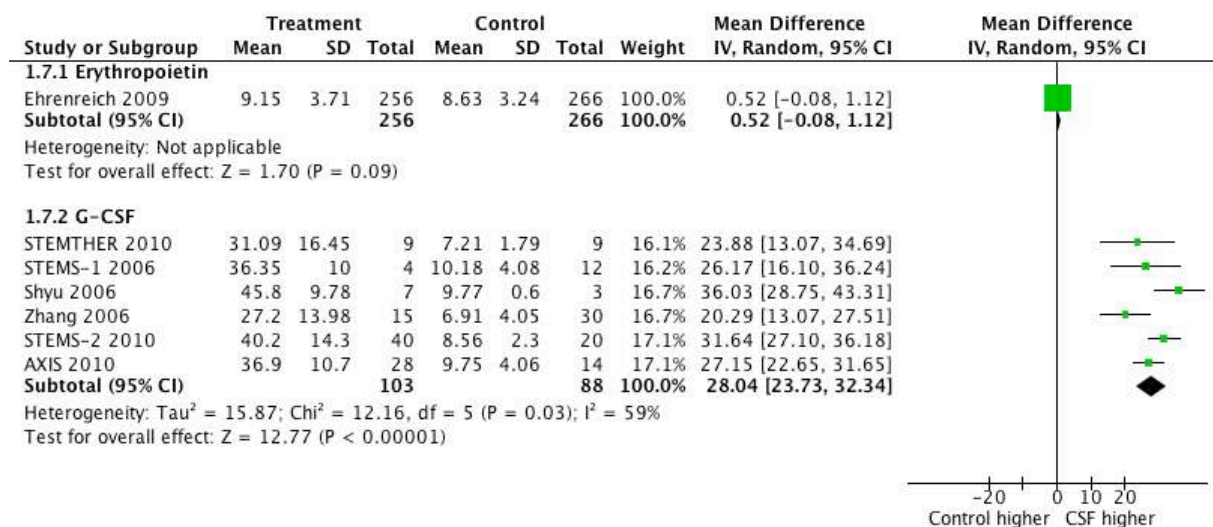 Treatment Control Mean Difference Mean Difference
Study or Subgroup Mean SD Total Mean SD Total Weight IV, Random, 95% CI IV, Random, 95% CI
1.7.1 Erythropoietin
Ehrenreich 2009 9.15 3.71 256 8.63 3.24 266 100.0% 0.52 [-0.08, 1.12]
Subtotal (95% CI) 256 266 100.0% 0.52 [-0.08, 1.12]
Heterogeneity: Not applicable
Test for overall effect: Z = 1.70 (P = 0.09)
1.7.2 G-CSF
STEMTHER 2010 31.09 16.45 9 7.21 1.79 9 16.1% 23.88 [13.07, 34.69]
STEMS-1 2006 36.35 10 4 10.18 4.08 12 16.2% 26.17 [16.10, 36.24]
Shyu 2006 45.8 9.78 7 9.77 0.6 3 16.7% 36.03 [28.75, 43.31]
Zhang 2006 27.2 13.98 15 6.91 4.05 30 16.7% 20.29 [13.07, 27.51]
STEMS-2 2010 40.2 14.3 40 8.56 2.3 20 17.1% 31.64 [27.10, 36.18]
AXIS 2010 36.9 10.7 28 9.75 4.06 14 17.1% 27.15 [22.65, 31.65]
Subtotal (95% CI) 103 88 100.0% 28.04 [23.73, 32.34]
Heterogeneity: Tau² = 15.87; Chi² = 12.16, df = 5 (P = 0.03); I² = 59%
Test for overall effect: Z = 12.77 (P < 0.00001)
-20 0 10 20
Control higher CSF higher